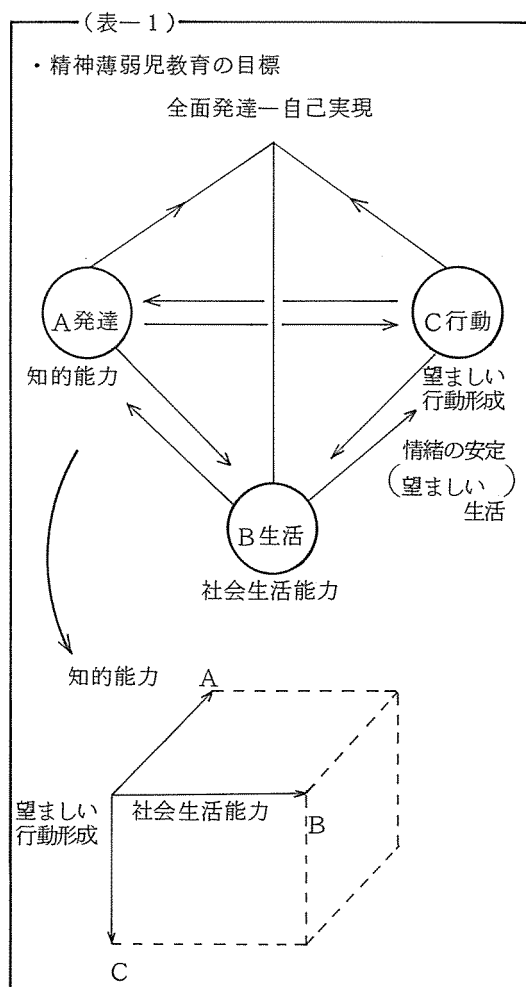 （表―1）
・精神薄弱児教育の目標
全面発達―自己実現
A発達
C行動
知的能力
望ましい
行動形成
情緒の安定
（望ましい）
生活
B生活
社会生活能力
知的能力
A
望ましい
行動形成
社会生活能力
B
C